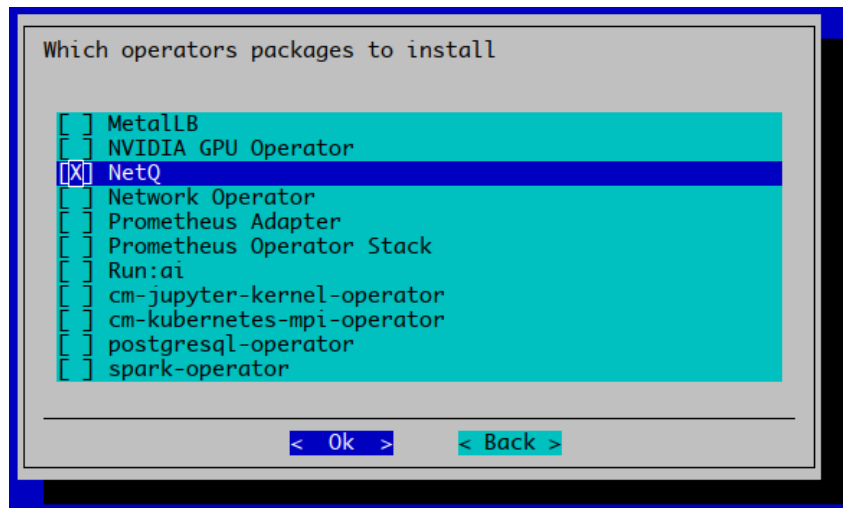 Which operators packages to install
[ ] MetalLB
[ ] NVIDIA GPU Operator
[X] NetQ
[ ] Network Operator
[ ] Prometheus Adapter
[ ] Prometheus Operator Stack
[ ] Run:ai
[ ] cm-jupyter-kernel-operator
[ ] cm-kubernetes-mpi-operator
[ ] postgresql-operator
[ ] spark-operator
< Ok > < Back >